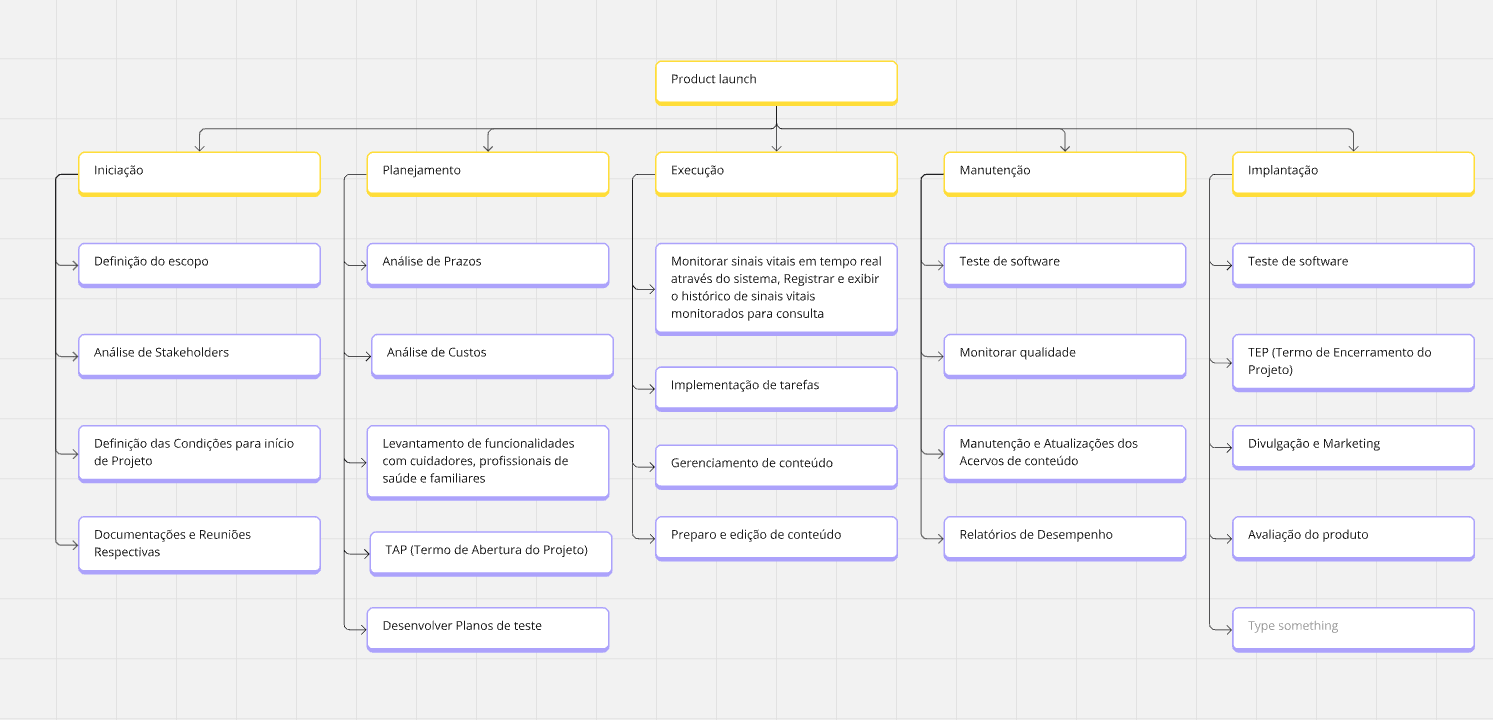 Product launch
Iniciação
Definição do escopo
Análise de Stakeholders
Definição das Condições para início
de Projeto
Documentações e Reuniões
Respectivas
Planejamento
Análise de Prazos
Análise de Custos
Levantamento de funcionalidades
com cuidadores, profissionais de
saúde e familiares
TAP (Termo de Abertura do Projeto)
Desenvolver Planos de teste
Execução
Monitorar sinais vitais em tempo real
através do sistema, Registrar e exibir
o histórico de sinais vitais
monitorados para consulta
Implementação de tarefas
Gerenciamento de conteúdo
Preparo e edição de conteúdo
Manutenção
Teste de software
Monitorar qualidade
Manutenção e Atualizações dos
Acervos de conteúdo
Relatórios de Desempenho
Implantação
Teste de software
TEP (Termo de Encerramento do
Projeto)
Divulgação e Marketing
Avaliação do produto
Type something